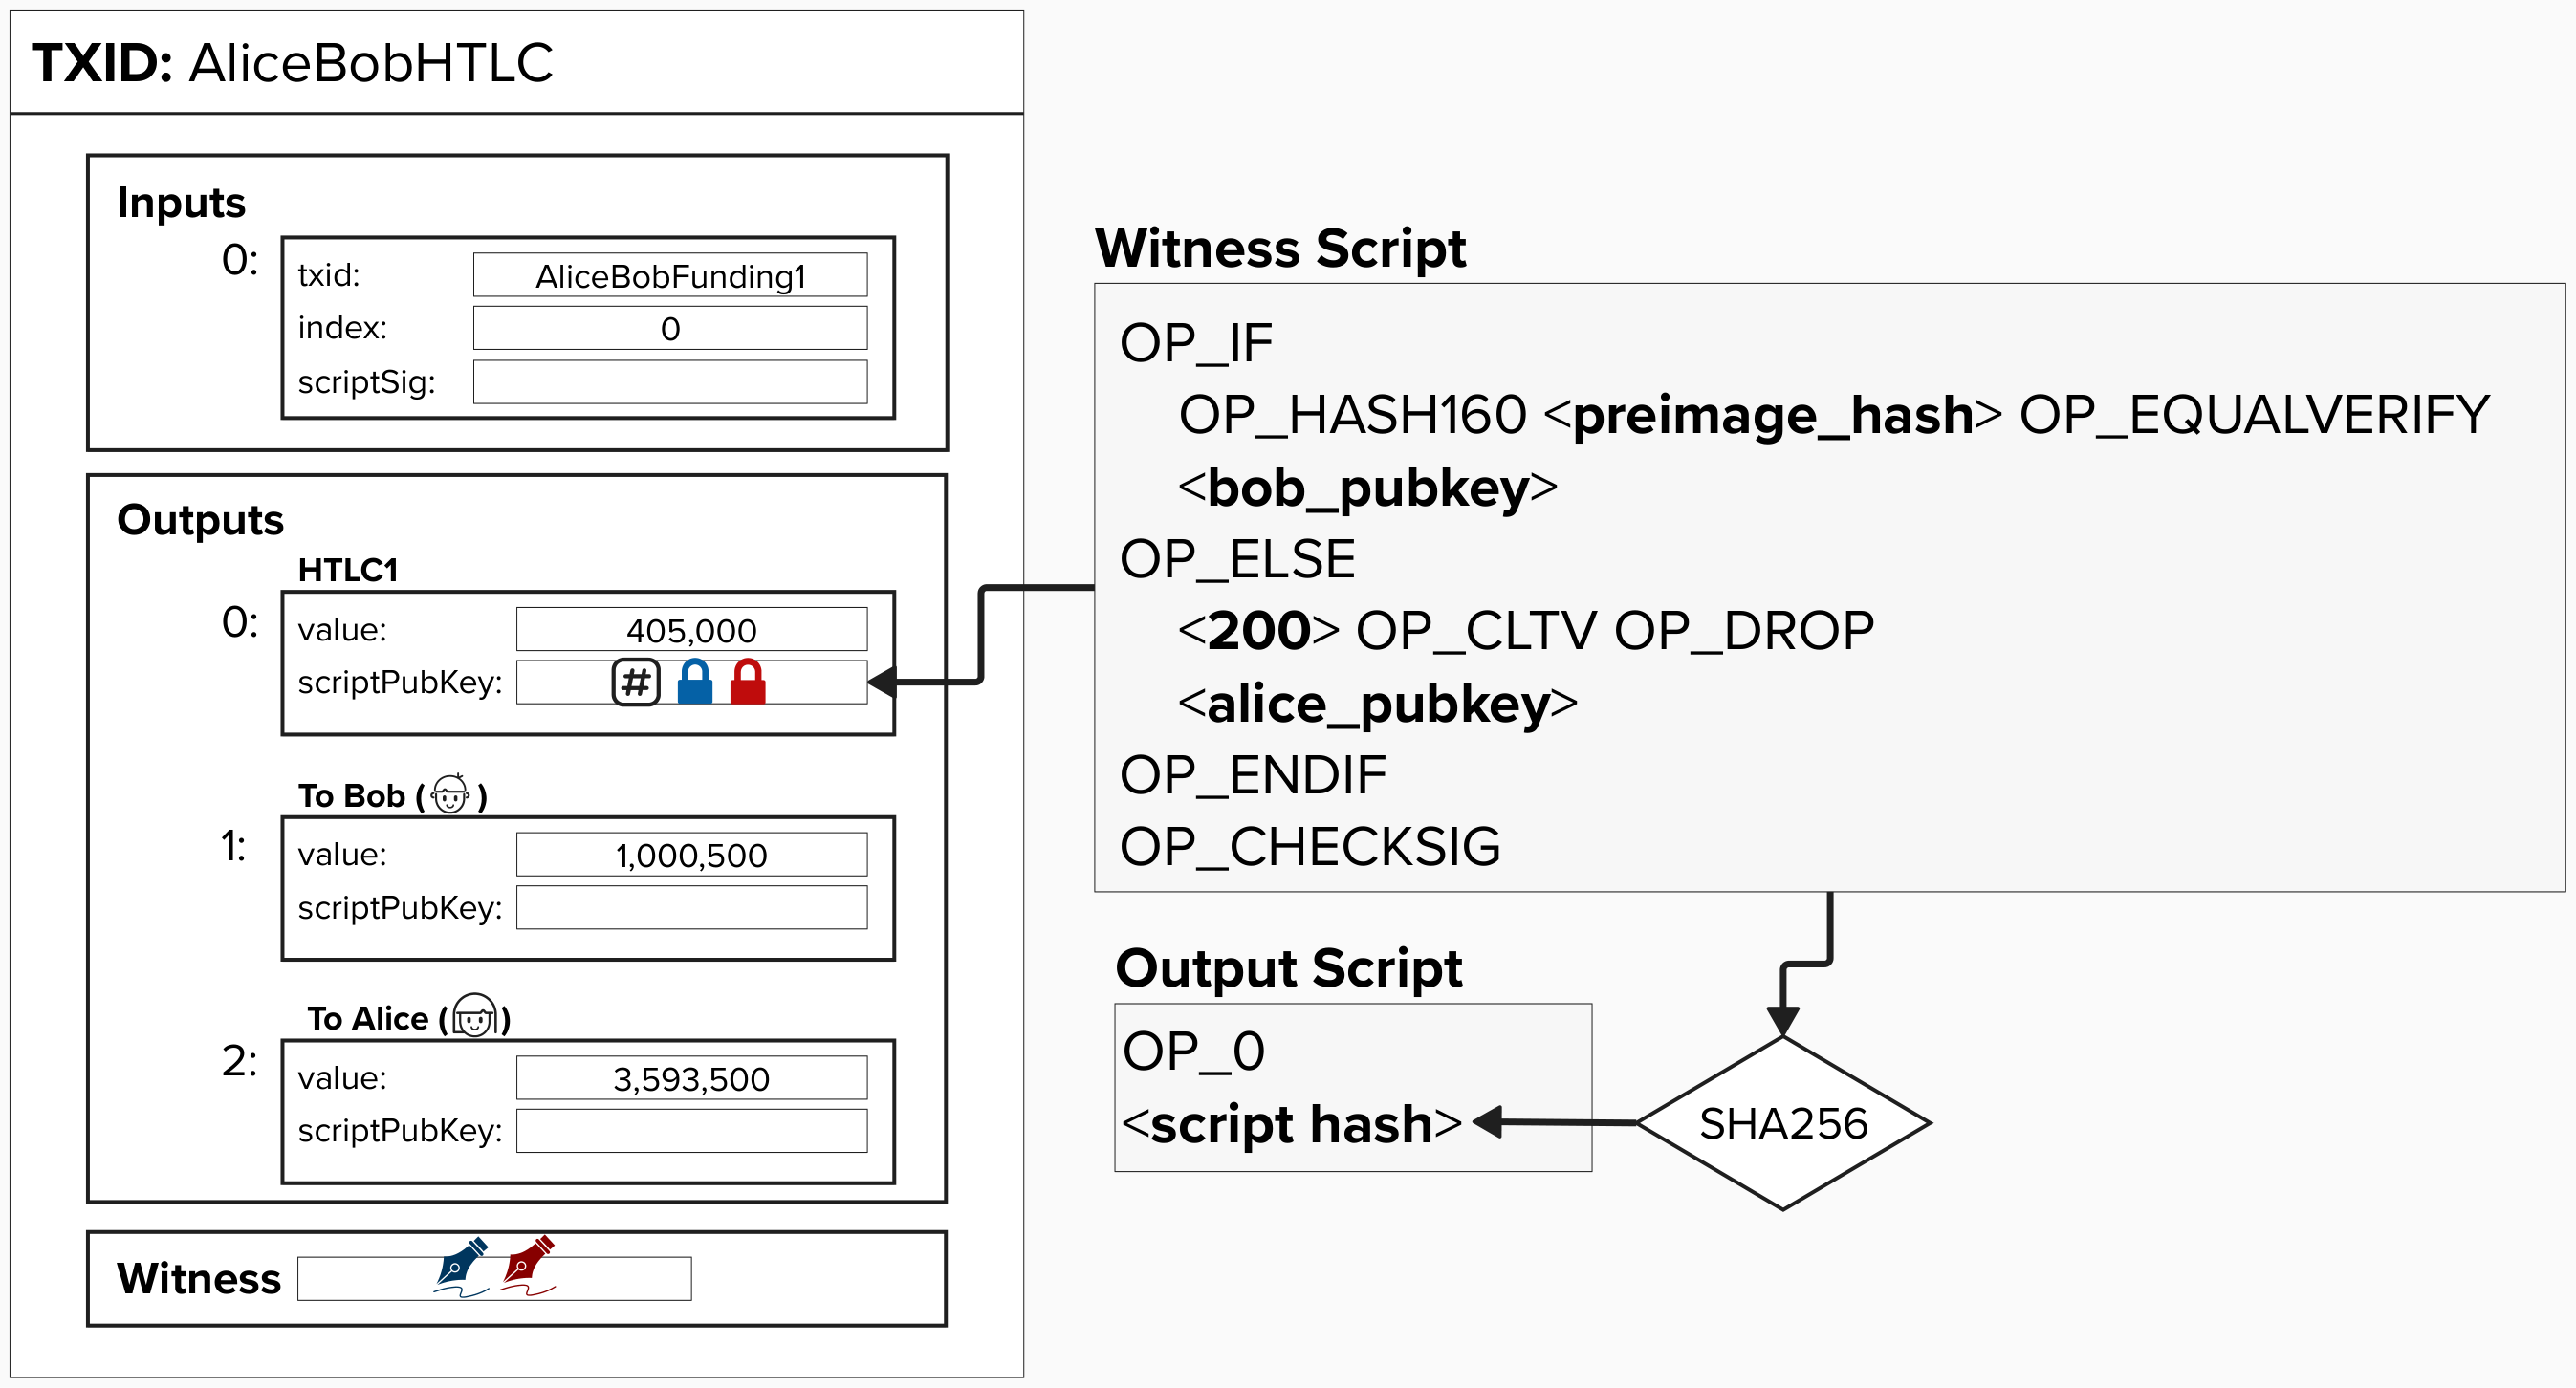 TXID: AliceBobHTLC
Inputs
0:
txid: AliceBobFunding1
index: 0
scriptSig:
Outputs
HTLC1
0:
value: 405,000
scriptPubKey: #
To Bob ( )
1:
value: 1,000,500
scriptPubKey:
To Alice ( )
2:
value: 3,593,500
scriptPubKey:
Witness
Witness Script
OP_IF
OP_HASH160 <preimage_hash> OP_EQUALVERIFY
<bob_pubkey>
OP_ELSE
<200> OP_CLTV OP_DROP
<alice_pubkey>
OP_ENDIF
OP_CHECKSIG
Output Script
OP_0
<script hash>
SHA256